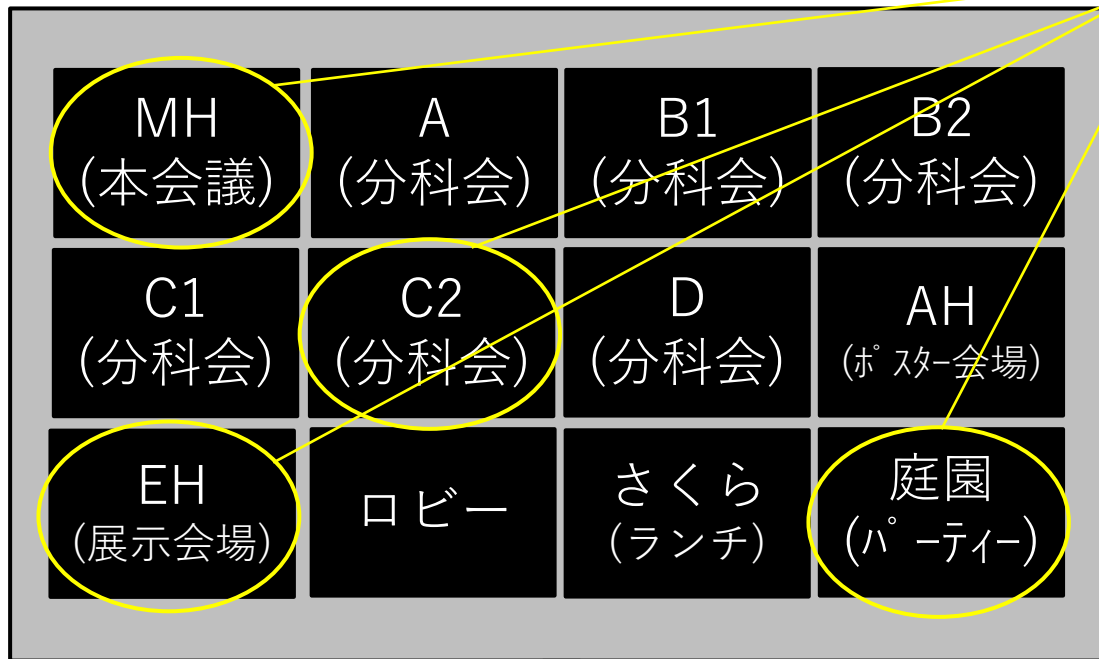 MH
(本会議)
A
(分科会)
B1
(分科会)
B2
(分科会)
C1
(分科会)
C2
(分科会)
D
(分科会)
AH
(ﾎﾟｽﾀｰ会場)
EH
(展示会場)
ロビー
さくら
(ランチ)
庭園
(ﾊﾟｰﾃｨｰ)